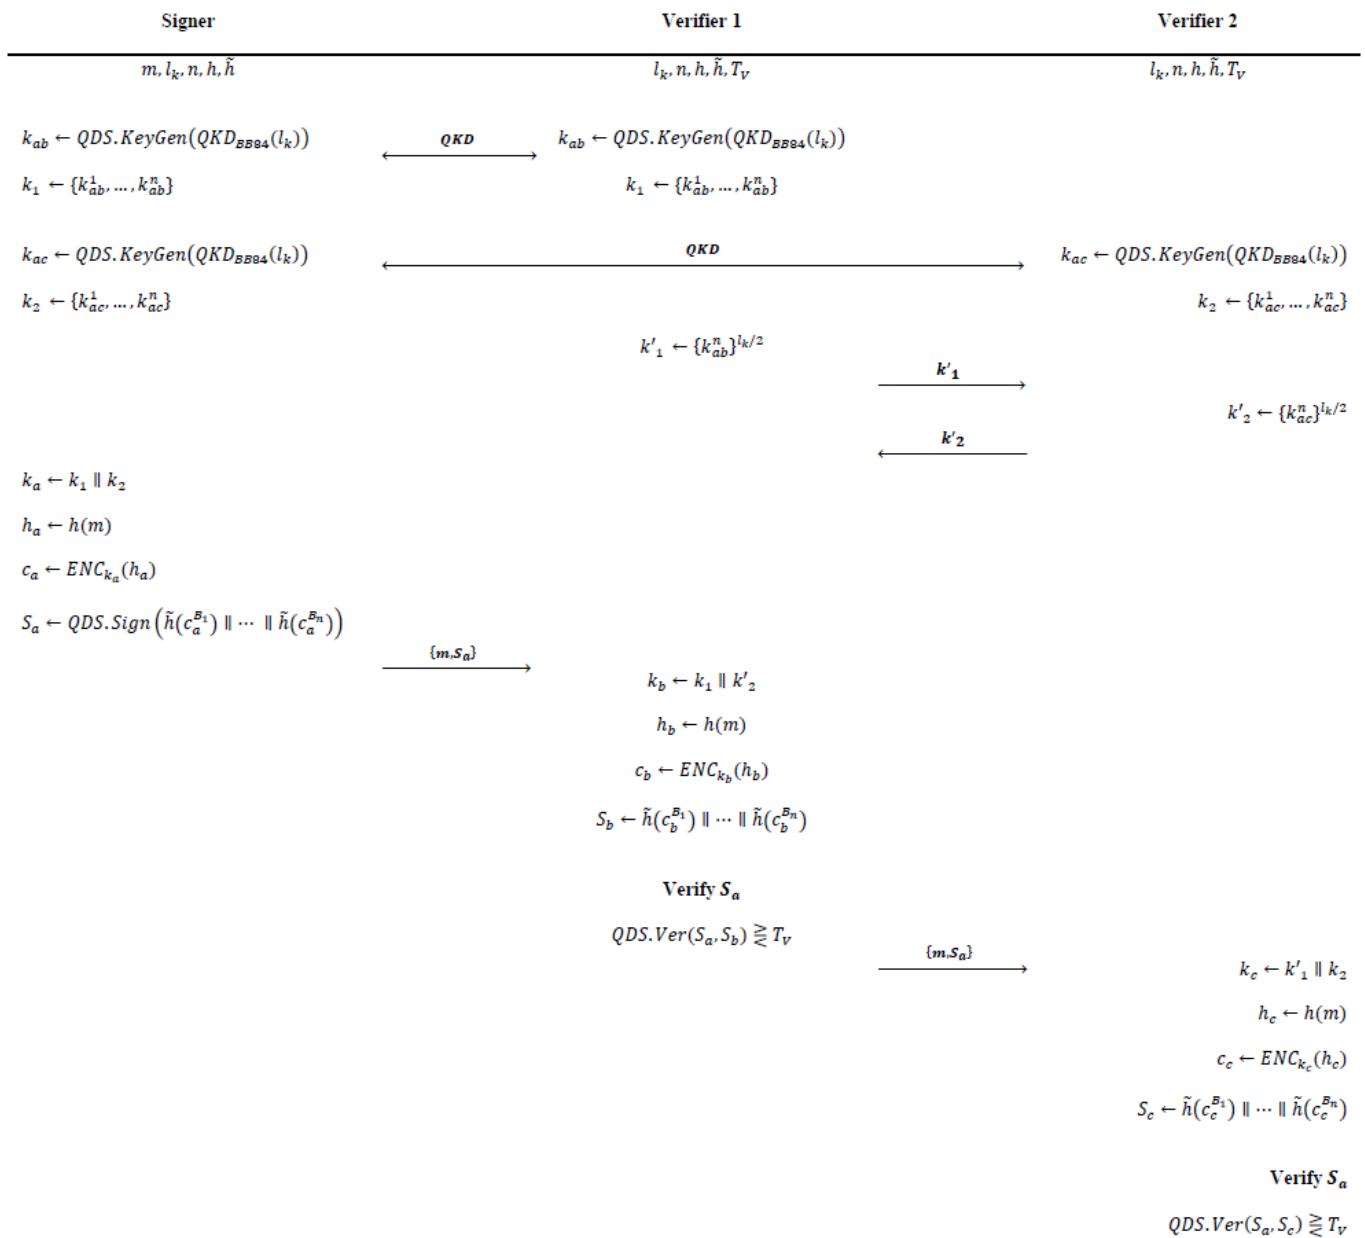 Signer Verifier 1 Verifier 2
m, l_k, n, h, h̃ l_k, n, h, h̃, T_V l_k, n, h, h̃, T_V
k_ab ← QDS.KeyGen(QKD_BB84(l_k)) QKD k_ab ← QDS.KeyGen(QKD_BB84(l_k))
k_1 ← {k_ab^1, …, k_ab^n} k_1 ← {k_ab^1, …, k_ab^n}
k_ac ← QDS.KeyGen(QKD_BB84(l_k)) QKD k_ac ← QDS.KeyGen(QKD_BB84(l_k))
k_2 ← {k_ac^1, …, k_ac^n} k_2 ← {k_ac^1, …, k_ac^n}
k'_1 ← {k_ab^n}^{l_k/2}
k'_1
k'_2 ← {k_ac^n}^{l_k/2}
k'_2
k_a ← k_1 ∥ k_2
h_a ← h(m)
c_a ← ENC_{k_a}(h_a)
S_a ← QDS.Sign(h̃(c_a^{B_1}) ∥ ⋯ ∥ h̃(c_a^{B_n}))
{m,S_a}
k_b ← k_1 ∥ k'_2
h_b ← h(m)
c_b ← ENC_{k_b}(h_b)
S_b ← h̃(c_b^{B_1}) ∥ ⋯ ∥ h̃(c_b^{B_n})
Verify S_a
QDS.Ver(S_a, S_b) ⋛ T_V
{m,S_a}
k_c ← k'_1 ∥ k_2
h_c ← h(m)
c_c ← ENC_{k_c}(h_c)
S_c ← h̃(c_c^{B_1}) ∥ ⋯ ∥ h̃(c_c^{B_n})
Verify S_a
QDS.Ver(S_a, S_c) ⋛ T_V